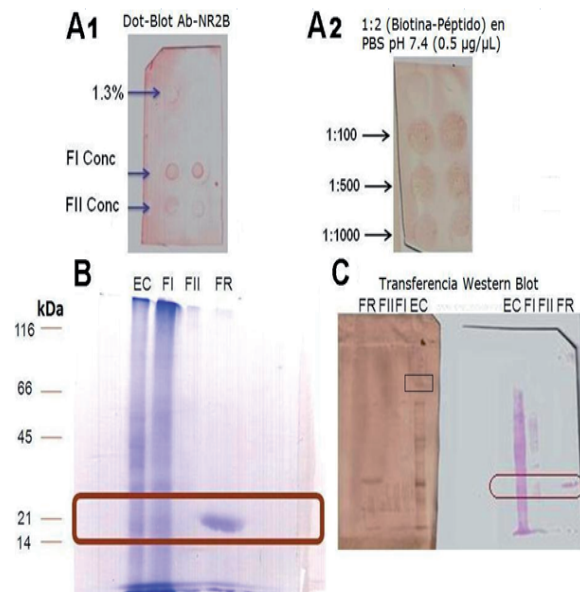 A1
Dot-Blot Ab-NR2B
1.3%
FI Conc
FII Conc
A2
1:2 (Biotina-Péptido) en
PBS pH 7.4 (0.5 µg/µL)
1:100
1:500
1:1000
B
EC FI FII FR
kDa
116
66
45
21
14
C
Transferencia Western Blot
FR FII FI EC
EC FI FII FR